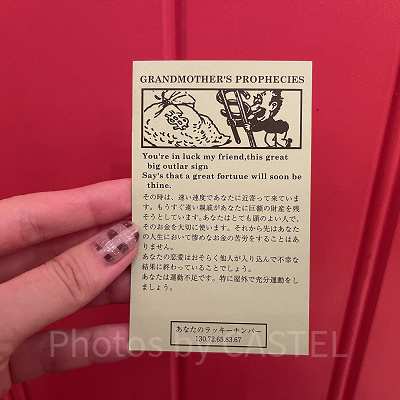 GRANDMOTHER'S PROPHECIES
You're in luck my friend,this great
big outlar sign
Say's that a great fortuue will soon be
thine.
その時は、速い速度であなたに近寄って来ていま
す。もうすぐ遠い親戚があなたに巨額の財産を残
そうとしています。あなたはとても頭のよい人で、
そのお金を大切に使います。それから先はあなた
の人生において惨めなお金の苦労をすることはあ
りません。
あなたの恋愛はおそらく他人が入り込んで不幸な
結果に終わっていることでしょう。
あなたは運動不足です。特に屋外で充分運動をし
ましょう。
あなたのラッキーナンバー
130.72.65.83.67
Photos by CASTEL